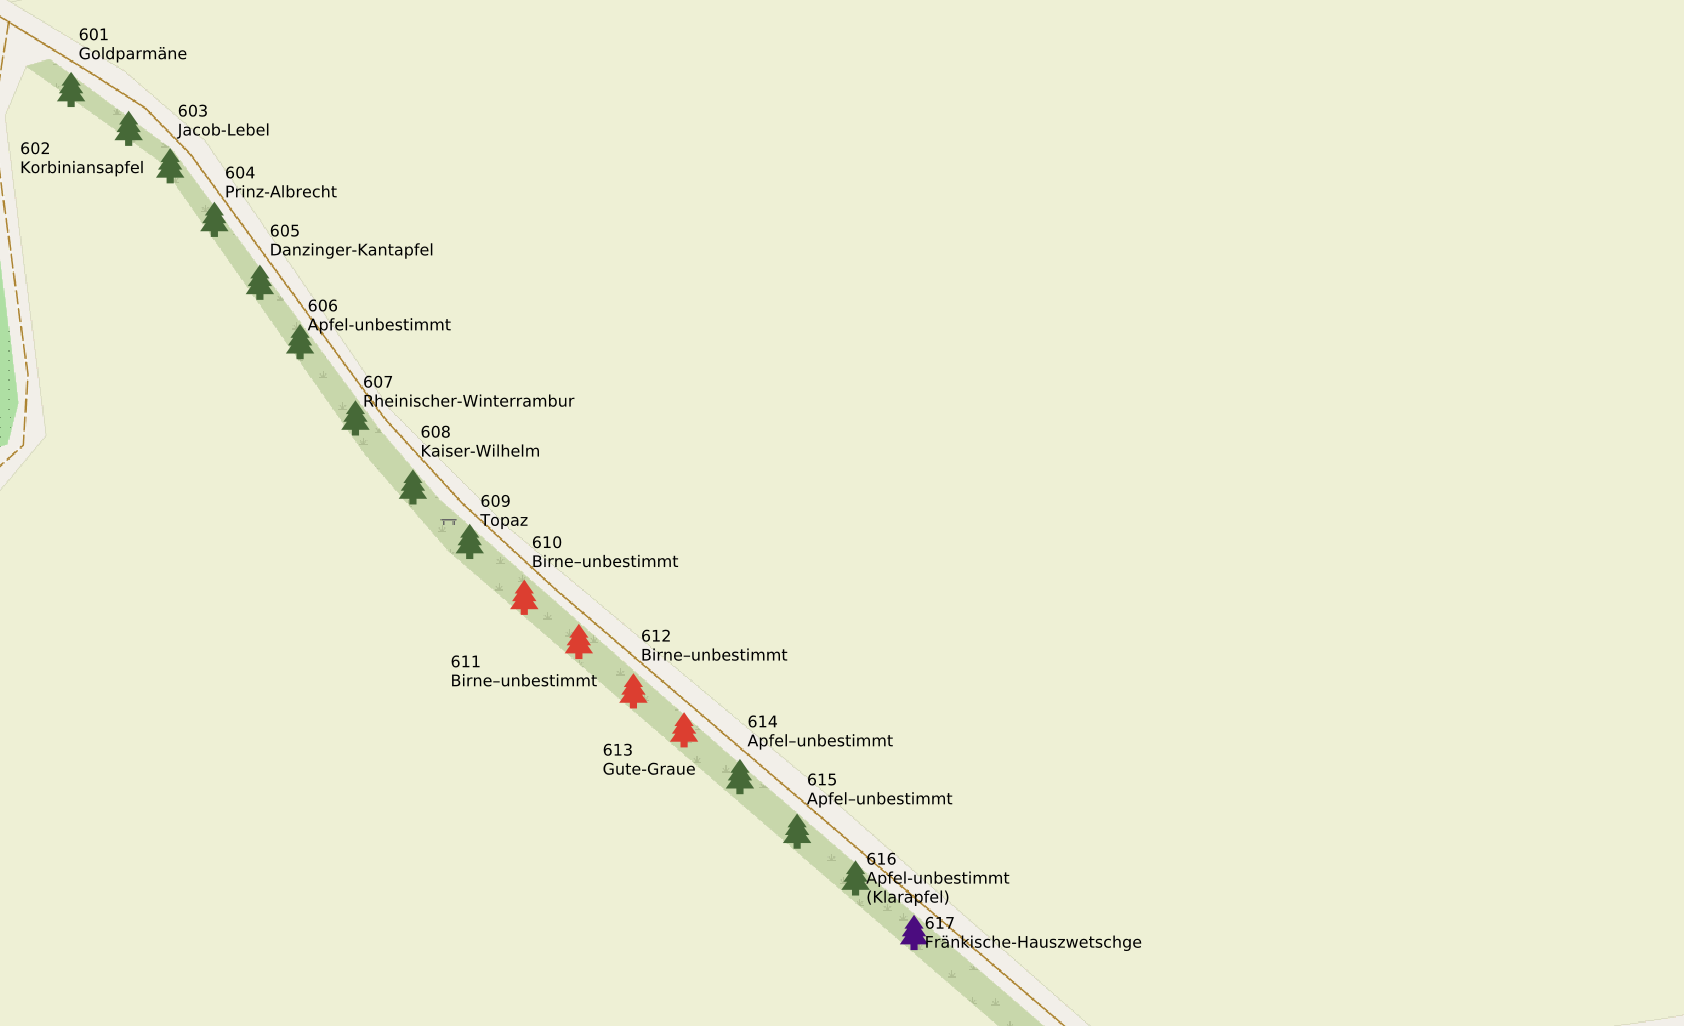 601
Goldparmäne
603
Jacob-Lebel
602
Korbiniansapfel
604
Prinz-Albrecht
605
Danzinger-Kantapfel
606
Apfel-unbestimmt
607
Rheinischer-Winterrambur
608
Kaiser-Wilhelm
609
Topaz
610
Birne–unbestimmt
612
Birne–unbestimmt
611
Birne–unbestimmt
614
Apfel–unbestimmt
613
Gute-Graue
615
Apfel–unbestimmt
616
Apfel-unbestimmt
(Klarapfel)
617
Fränkische-Hauszwetschge